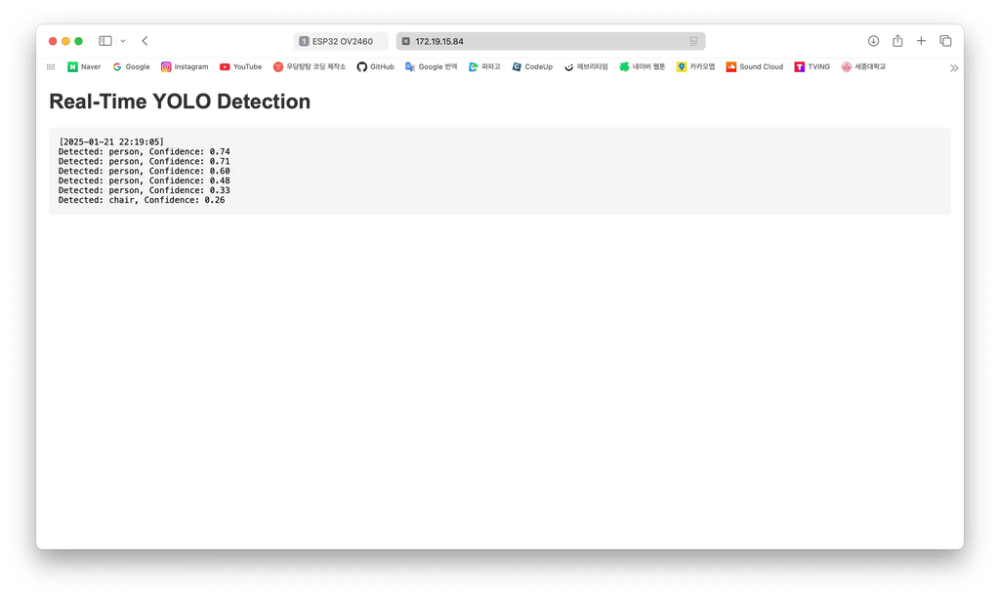 1 ESP32 OV2460
172.19.15.84
Naver Google Instagram YouTube 우당탕탕 코딩 제작소 GitHub Google 번역 파파고 CodeUp 에브리타임 네이버 웹툰 카카오맵 Sound Cloud TVING 세종대학교
Real-Time YOLO Detection
[2025-01-21 22:19:05]
Detected: person, Confidence: 0.74
Detected: person, Confidence: 0.71
Detected: person, Confidence: 0.60
Detected: person, Confidence: 0.48
Detected: person, Confidence: 0.33
Detected: chair, Confidence: 0.26